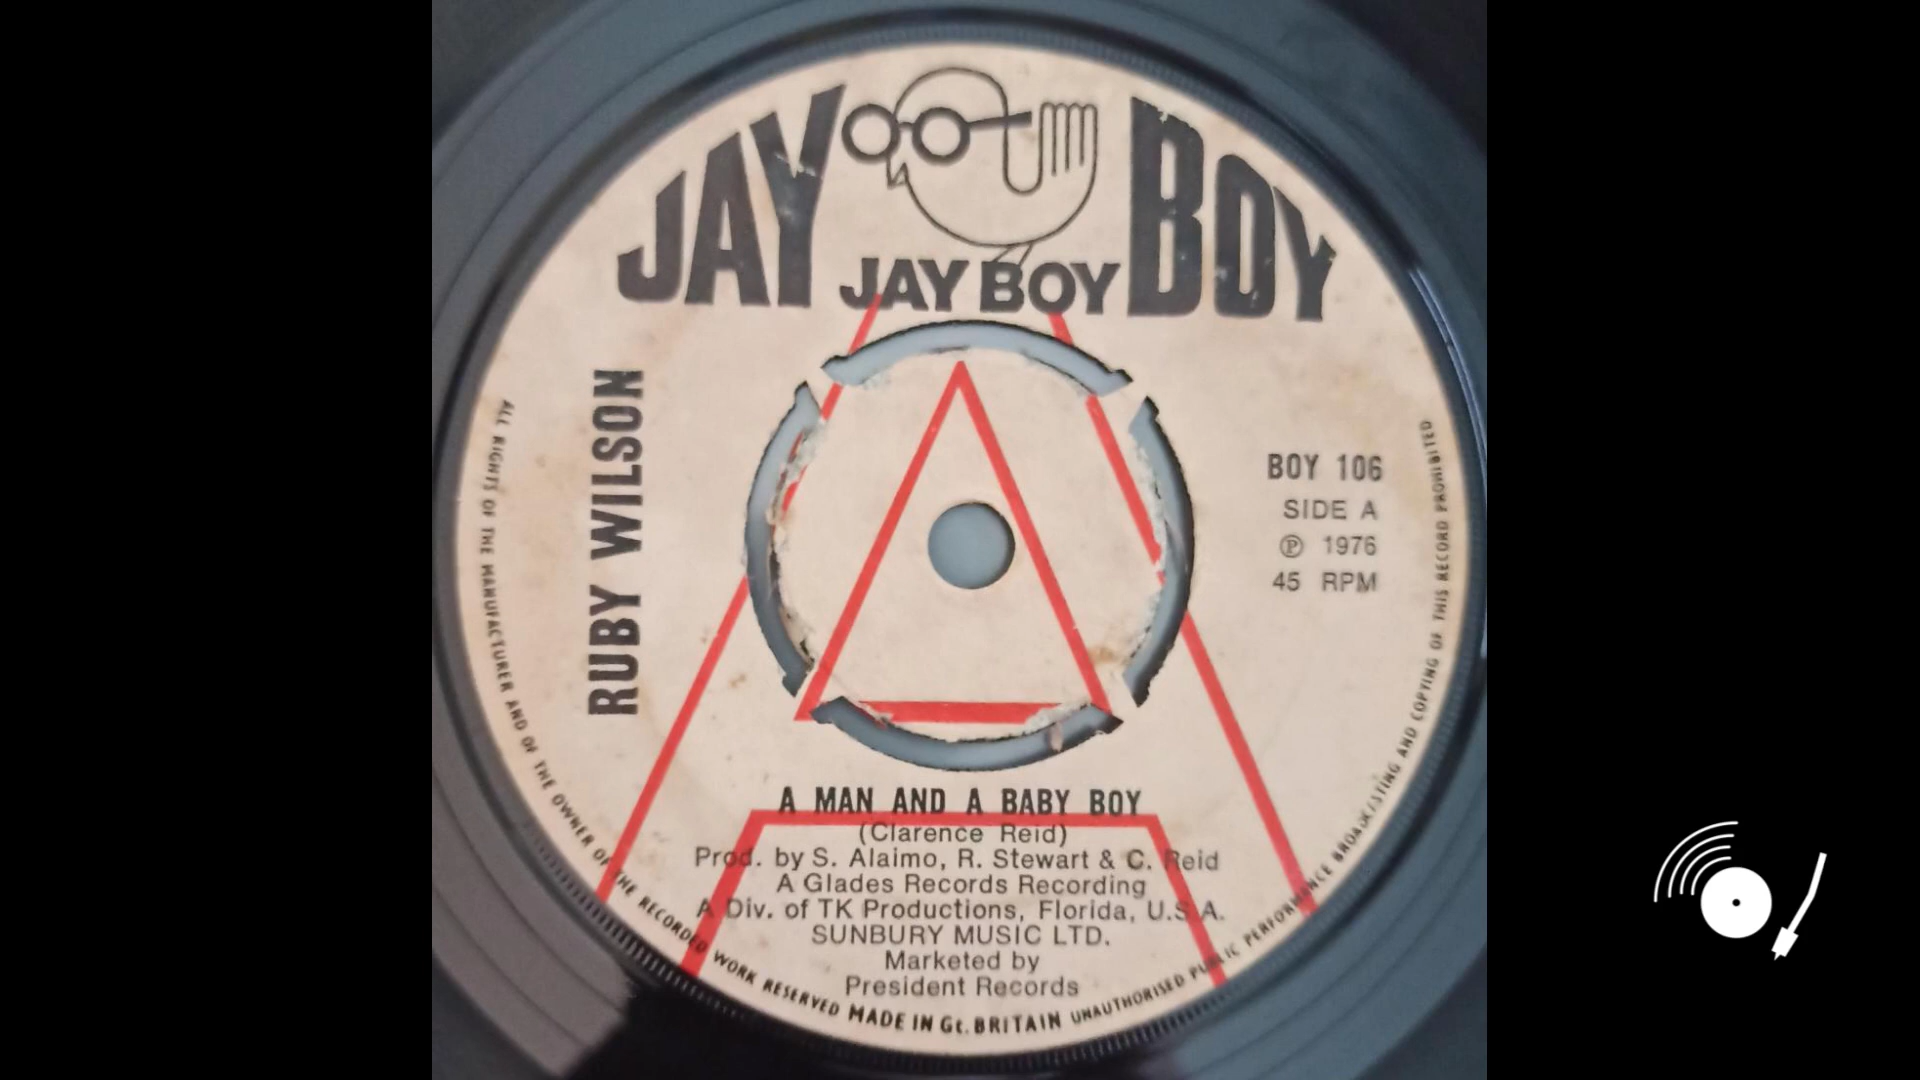 JAY BOY
JAY BOY
RUBY WILSON
BOY 106
SIDE A
Ⓟ 1976
45 RPM
A MAN AND A BABY BOY
(Clarence Reid)
Prod. by S. Alaimo, R. Stewart & C. Reid
A Glades Records Recording
A Div. of TK Productions, Florida, U.S.A.
SUNBURY MUSIC LTD.
Marketed by
President Records
ALL RIGHTS OF THE MANUFACTURER AND OF THE OWNER OF THE RECORDED WORK RESERVED MADE IN Gt. BRITAIN UNAUTHORISED PUBLIC PERFORMANCE BROADCASTING AND COPYING OF THIS RECORD PROHIBITED